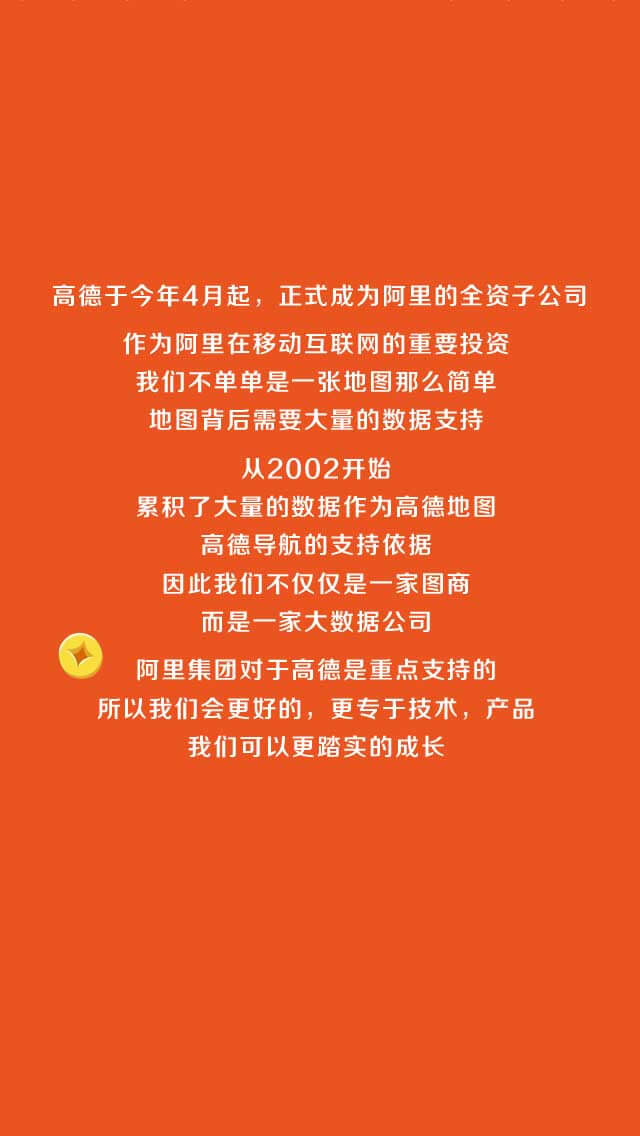 高德于今年4月起，正式成为阿里的全资子公司
作为阿里在移动互联网的重要投资
我们不单单是一张地图那么简单
地图背后需要大量的数据支持
从2002开始
累积了大量的数据作为高德地图
高德导航的支持依据
因此我们不仅仅是一家图商
而是一家大数据公司
阿里集团对于高德是重点支持的
所以我们会更好的，更专于技术，产品
我们可以更踏实的成长